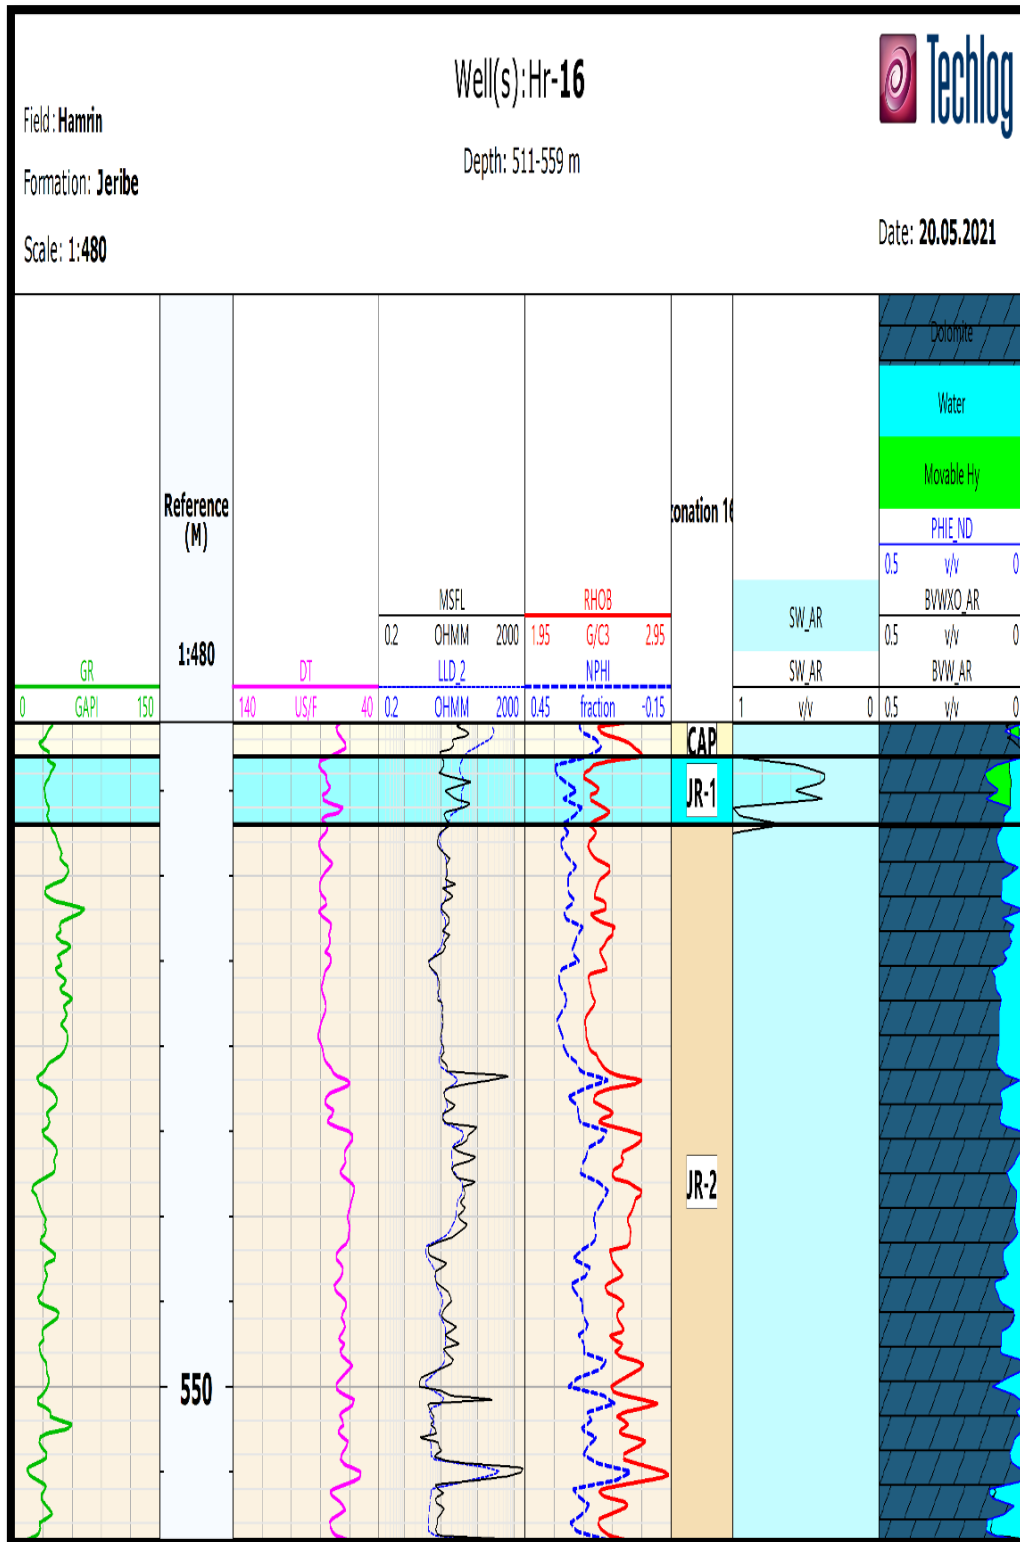 Well(s):Hr-16
Techlog
Field: Hamrin
Depth: 511-559 m
Formation: Jeribe
Date: 20.05.2021
Scale: 1:480
Dolomite
Water
Movable Hy
Reference
(M)
1:480
zonation 16
PHIE_ND
0.5 v/v 0
MSFL
0.2 OHMM 2000
RHOB
1.95 G/C3 2.95
SW_AR
BVWXO_AR
0.5 v/v 0
GR
0 GAPI 150
DT
140 US/F 40
LLD_2
0.2 OHMM 2000
NPHI
0.45 fraction -0.15
SW_AR
1 v/v 0
BVW_AR
0.5 v/v 0
CAP
JR-1
JR-2
550